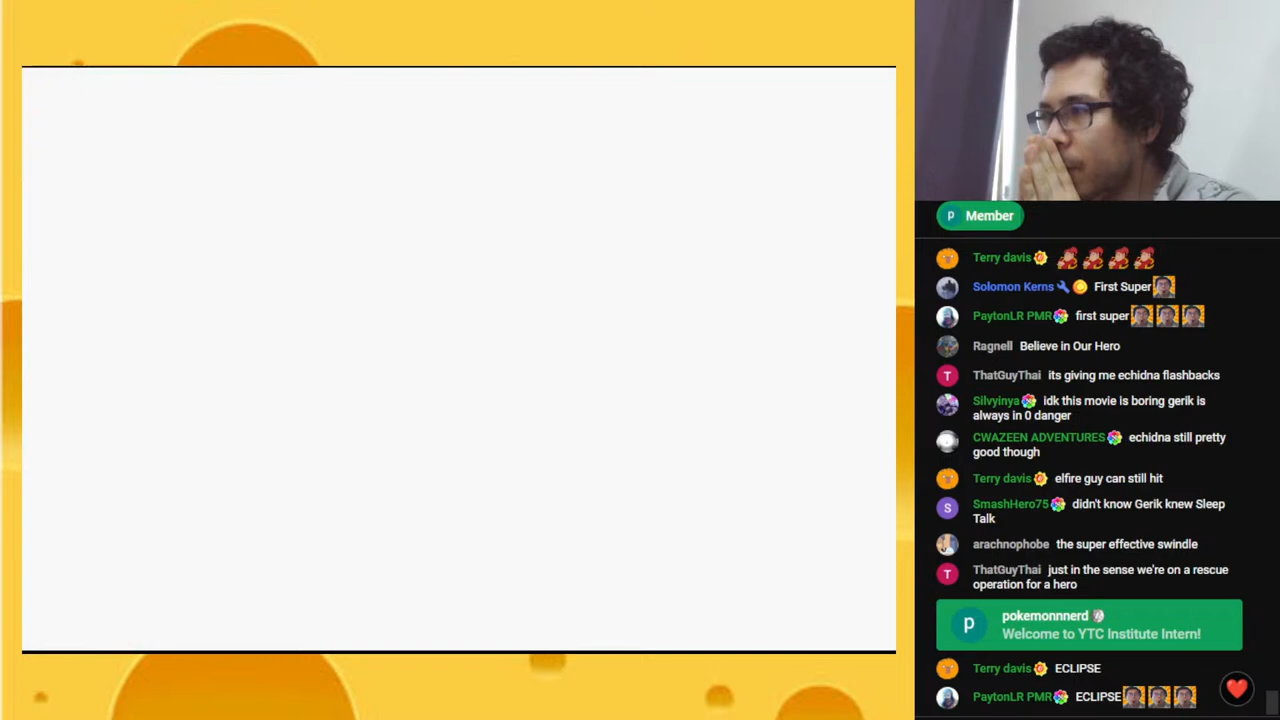 P Member
Terry davis
Solomon Kerns First Super
PaytonLR PMR first super
Ragnell Believe in Our Hero
T ThatGuyThai its giving me echidna flashbacks
Silvyinya idk this movie is boring gerik is
always in 0 danger
CWAZEEN ADVENTURES echidna still pretty
good though
Terry davis elfire guy can still hit
S SmashHero75 didn't know Gerik knew Sleep
Talk
arachnophobe the super effective swindle
T ThatGuyThai just in the sense we're on a rescue
operation for a hero
p pokemonnnerd
Welcome to YTC Institute Intern!
Terry davis ECLIPSE
PaytonLR PMR ECLIPSE